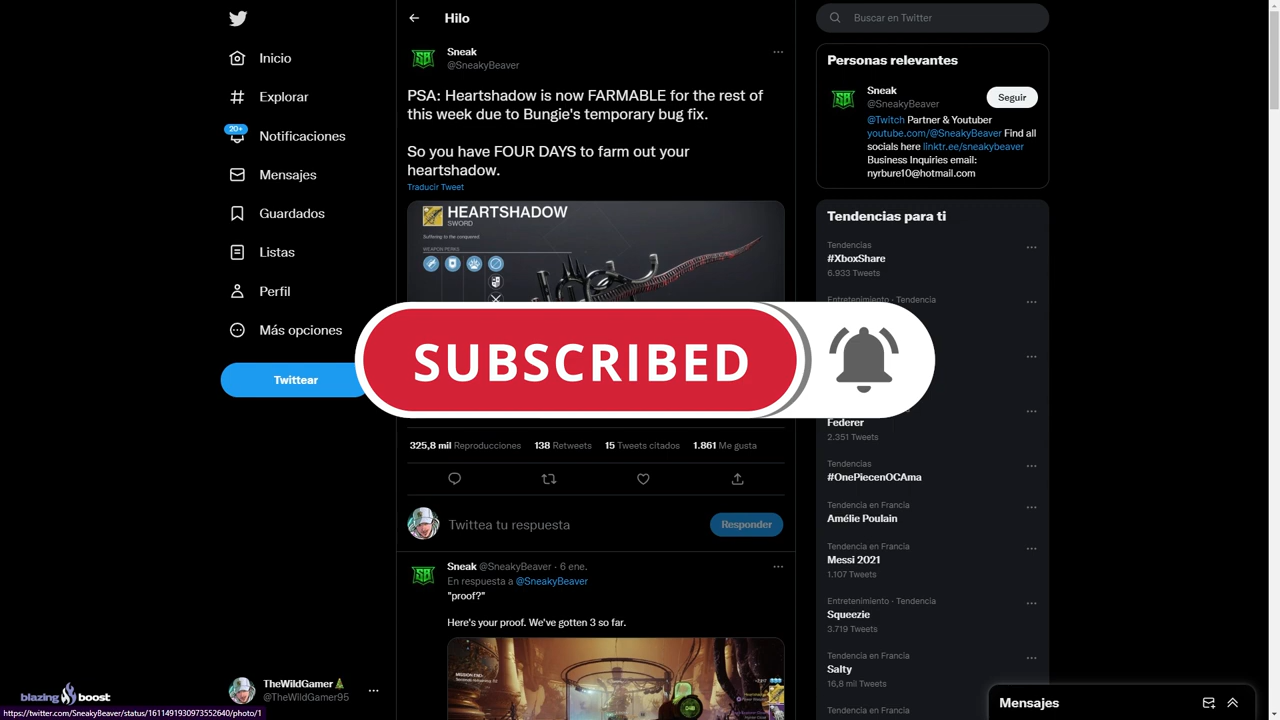 Inicio
Explorar
20+
Notificaciones
Mensajes
Guardados
Listas
Perfil
Más opciones
Twittear
TheWildGamer
@TheWildGamer95
blazing boost
https://twitter.com/SneakyBeaver/status/1611491930973552640/photo/1
Hilo
Sneak
@SneakyBeaver
PSA: Heartshadow is now FARMABLE for the rest of
this week due to Bungie's temporary bug fix.
So you have FOUR DAYS to farm out your
heartshadow.
Traducir Tweet
HEARTSHADOW
SWORD
Suffering to the conquered.
WEAPON PERKS
SUBSCRIBED
325,8 mil Reproducciones 138 Retweets 15 Tweets citados 1.861 Me gusta
Twittea tu respuesta
Responder
Sneak @SneakyBeaver · 6 ene.
En respuesta a @SneakyBeaver
"proof?"
Here's your proof. We've gotten 3 so far.
MISSION END
Buscar en Twitter
Personas relevantes
Sneak
@SneakyBeaver
Seguir
@Twitch Partner & Youtuber
youtube.com/@SneakyBeaver Find all
socials here linktr.ee/sneakybeaver
Business Inquiries email:
nyrbure10@hotmail.com
Tendencias para ti
Tendencias
#XboxShare
6.933 Tweets
Entretenimiento · Tendencia
Federer
2.351 Tweets
Tendencias
#OnePiecenOCAma
Tendencia en Francia
Amélie Poulain
Tendencia en Francia
Messi 2021
1.107 Tweets
Entretenimiento · Tendencia
Squeezie
3.719 Tweets
Tendencia en Francia
Salty
16,8 mil Tweets
Tendencia en Francia
Mensajes